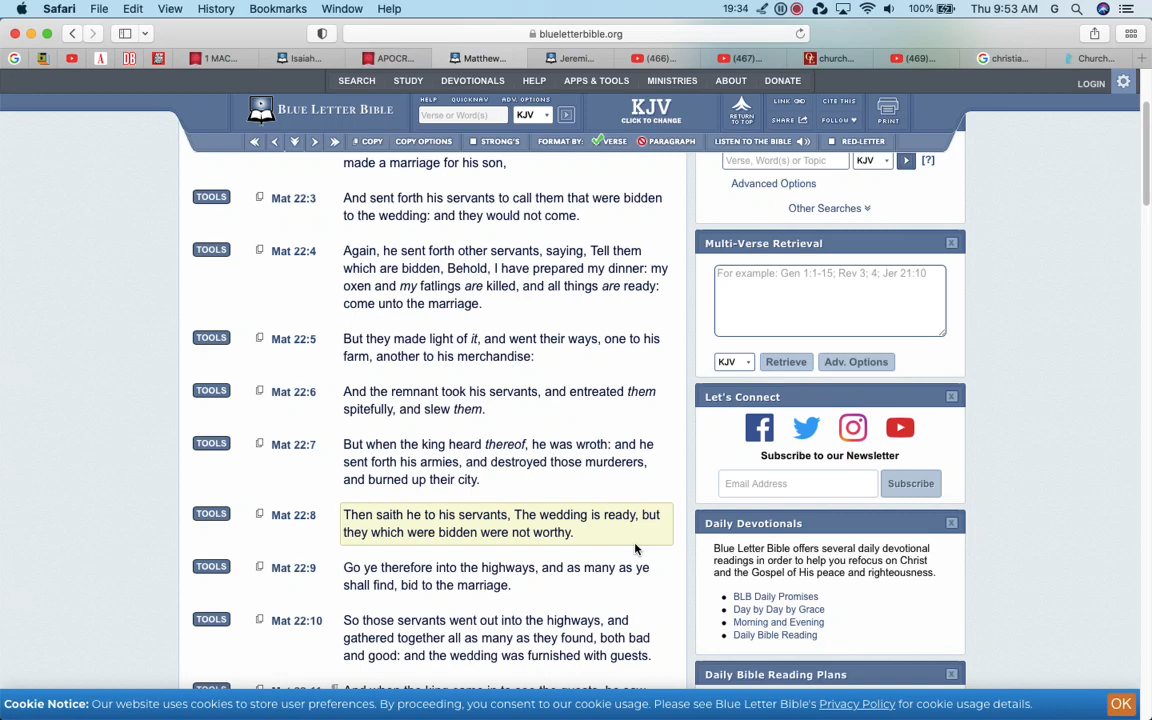 Safari File Edit View History Bookmarks Window Help 19:34 100% Thu 9:53 AM G
blueletterbible.org
1 MAC... Isaiah... APOCR... Matthew... Jeremi... (466)... (467)... church... (469)... christia... Church...
SEARCH STUDY DEVOTIONALS HELP APPS & TOOLS MINISTRIES ABOUT DONATE LOGIN
BLUE LETTER BIBLE
HELP QUICKNAV ADV. OPTIONS
Verse or Word(s) KJV
KJV
CLICK TO CHANGE
RETURN TO TOP
LINK CITE THIS
SHARE FOLLOW
PRINT
COPY COPY OPTIONS STRONG'S FORMAT BY: VERSE PARAGRAPH LISTEN TO THE BIBLE RED-LETTER
made a marriage for his son,
TOOLS Mat 22:3 And sent forth his servants to call them that were bidden
to the wedding: and they would not come.
TOOLS Mat 22:4 Again, he sent forth other servants, saying, Tell them
which are bidden, Behold, I have prepared my dinner: my
oxen and my fatlings are killed, and all things are ready:
come unto the marriage.
TOOLS Mat 22:5 But they made light of it, and went their ways, one to his
farm, another to his merchandise:
TOOLS Mat 22:6 And the remnant took his servants, and entreated them
spitefully, and slew them.
TOOLS Mat 22:7 But when the king heard thereof, he was wroth: and he
sent forth his armies, and destroyed those murderers,
and burned up their city.
TOOLS Mat 22:8 Then saith he to his servants, The wedding is ready, but
they which were bidden were not worthy.
TOOLS Mat 22:9 Go ye therefore into the highways, and as many as ye
shall find, bid to the marriage.
TOOLS Mat 22:10 So those servants went out into the highways, and
gathered together all as many as they found, both bad
and good: and the wedding was furnished with guests.
Verse, Word(s) or Topic KJV [?]
Advanced Options
Other Searches
Multi-Verse Retrieval X
For example: Gen 1:1-15; Rev 3; 4; Jer 21:10
KJV Retrieve Adv. Options
Let's Connect X
Subscribe to our Newsletter
Email Address Subscribe
Daily Devotionals X
Blue Letter Bible offers several daily devotional
readings in order to help you refocus on Christ
and the Gospel of His peace and righteousness.
BLB Daily Promises
Day by Day by Grace
Morning and Evening
Daily Bible Reading
Daily Bible Reading Plans X
Cookie Notice: Our website uses cookies to store user preferences. By proceeding, you consent to our cookie usage. Please see Blue Letter Bible's Privacy Policy for cookie usage details. OK